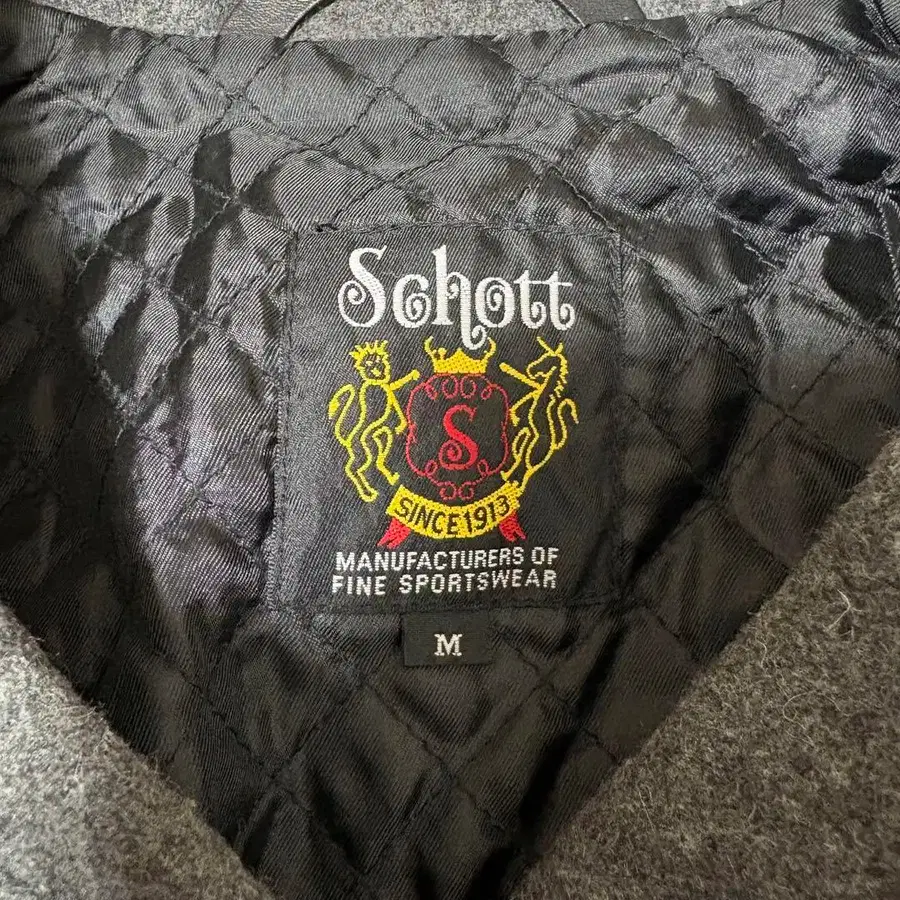 Schott
S
SINCE 1913
MANUFACTURERS OF
FINE SPORTSWEAR
M